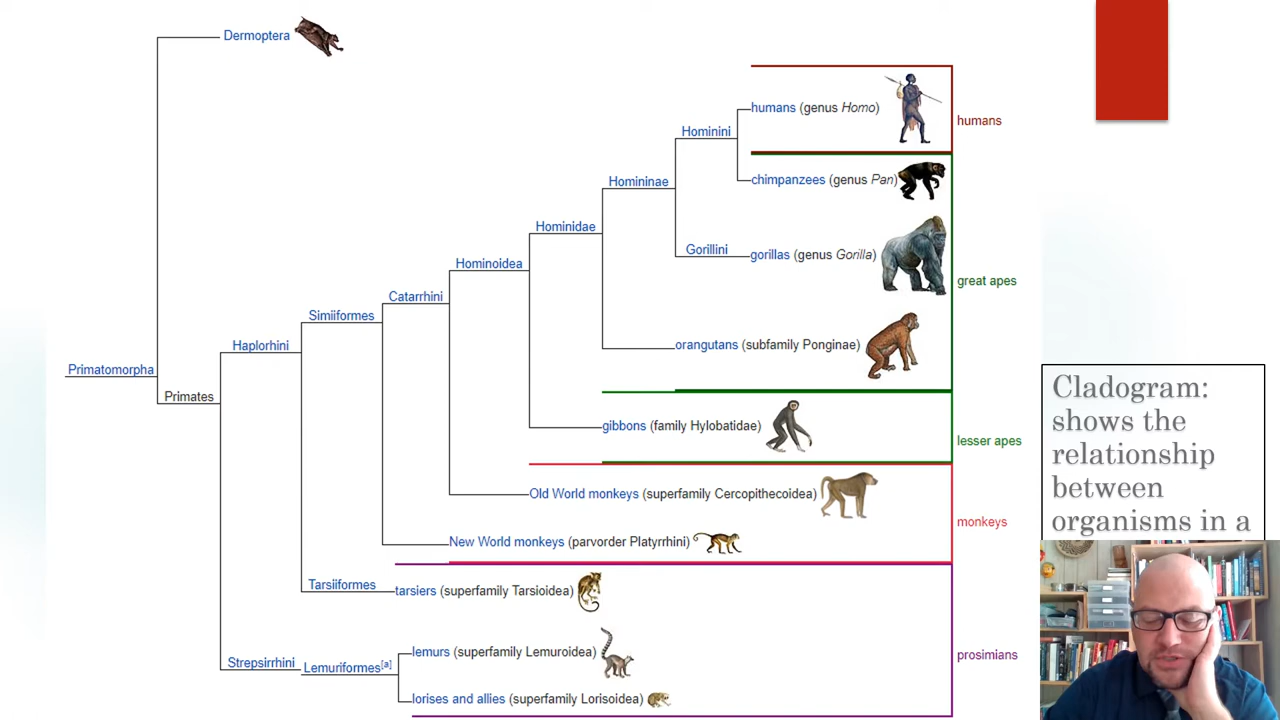 Dermoptera
humans (genus Homo)
humans
Hominini
chimpanzees (genus Pan)
Homininae
Hominidae
Gorillini
gorillas (genus Gorilla)
great apes
Hominoidea
Catarrhini
Simiiformes
Haplorhini
orangutans (subfamily Ponginae)
Primatomorpha
Primates
gibbons (family Hylobatidae)
lesser apes
Old World monkeys (superfamily Cercopithecoidea)
monkeys
New World monkeys (parvorder Platyrrhini)
Tarsiiformes
tarsiers (superfamily Tarsioidea)
Strepsirrhini
Lemuriformes[a]
lemurs (superfamily Lemuroidea)
prosimians
lorises and allies (superfamily Lorisoidea)
Cladogram:
shows the
relationship
between
organisms in a